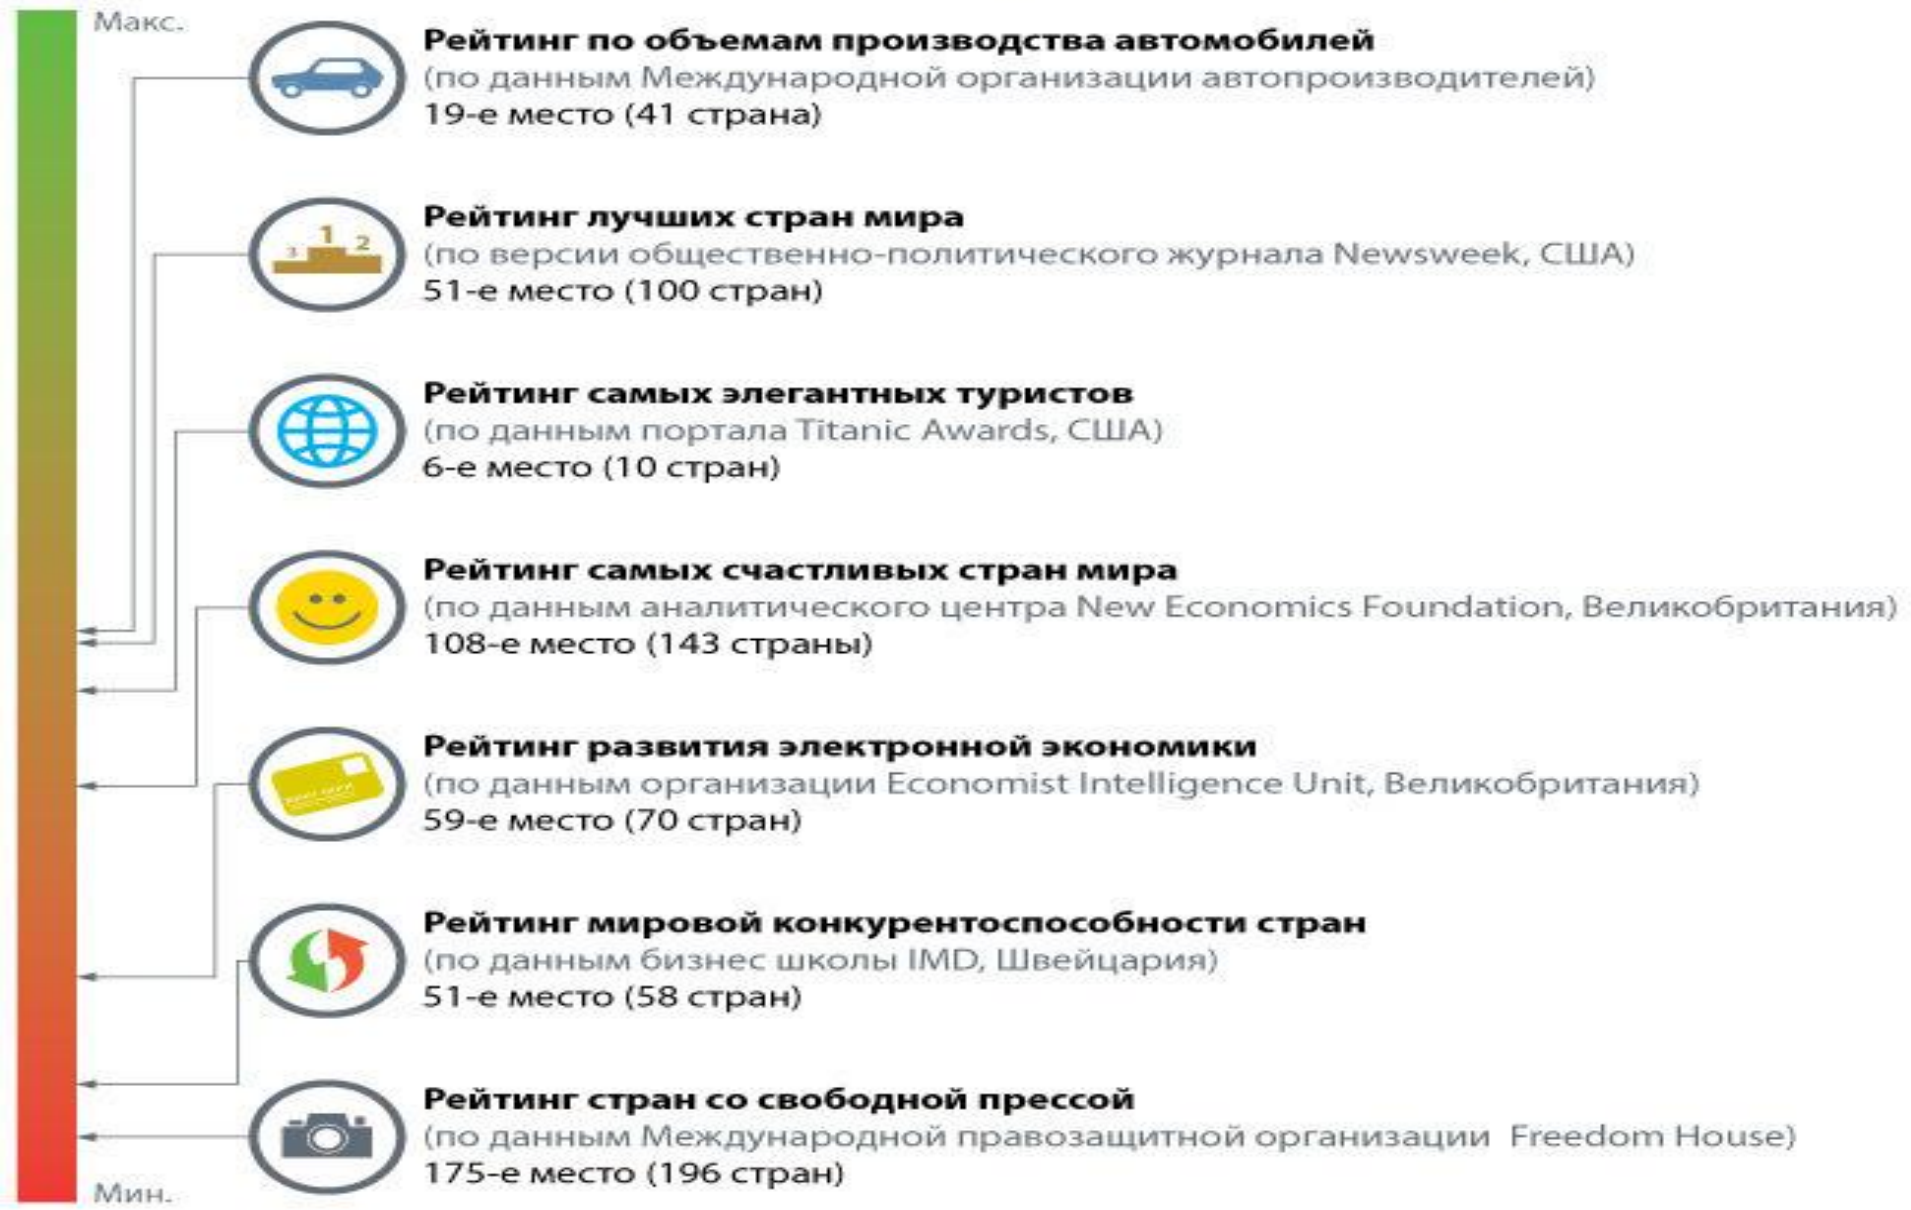 Макс.
Рейтинг по объемам производства автомобилей
(по данным Международной организации автопроизводителей)
19-е место (41 страна)
1
2
3
Рейтинг лучших стран мира
(по версии общественно-политического журнала Newsweek, США)
51-е место (100 стран)
Рейтинг самых элегантных туристов
(по данным портала Titanic Awards, США)
6-е место (10 стран)
Рейтинг самых счастливых стран мира
(по данным аналитического центра New Economics Foundation, Великобритания)
108-е место (143 страны)
Рейтинг развития электронной экономики
(по данным организации Economist Intelligence Unit, Великобритания)
59-е место (70 стран)
Рейтинг мировой конкурентоспособности стран
(по данным бизнес школы IMD, Швейцария)
51-е место (58 стран)
Рейтинг стран со свободной прессой
(по данным Международной правозащитной организации Freedom House)
175-е место (196 стран)
Мин.